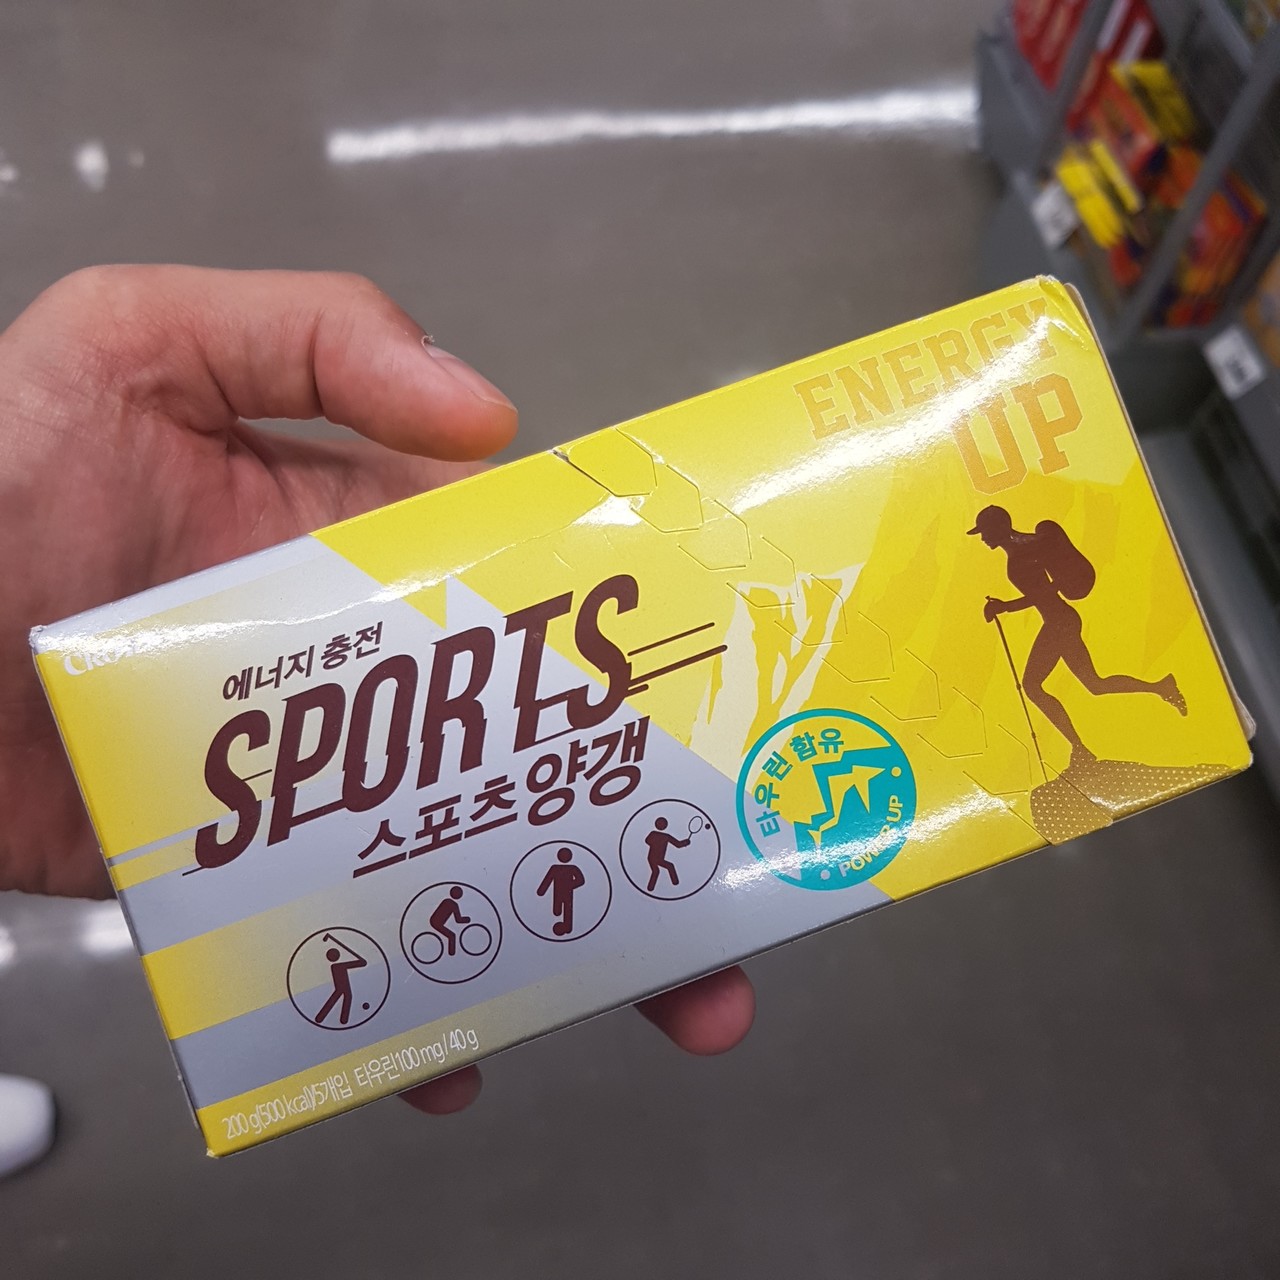 ENERGY
UP
에너지 충전
SPORTS
스포츠양갱
타우린 함유
POWER UP
200 g(500 kcal)/5개입 타우린100 mg/40 g